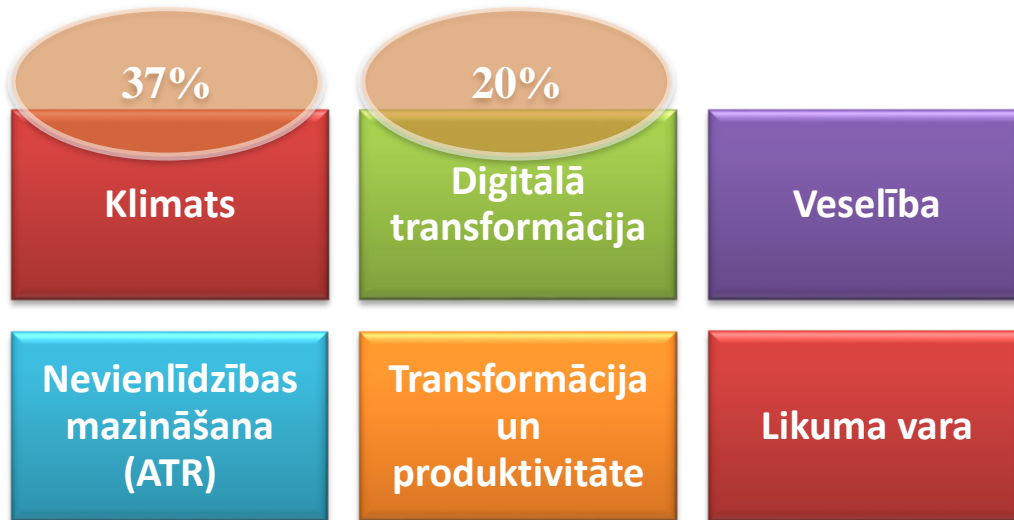 37%
20%
Klimats
Digitālā
transformācija
Veselība
Nevienlīdzības
mazināšana
(ATR)
Transformācija
un
produktivitāte
Likuma vara